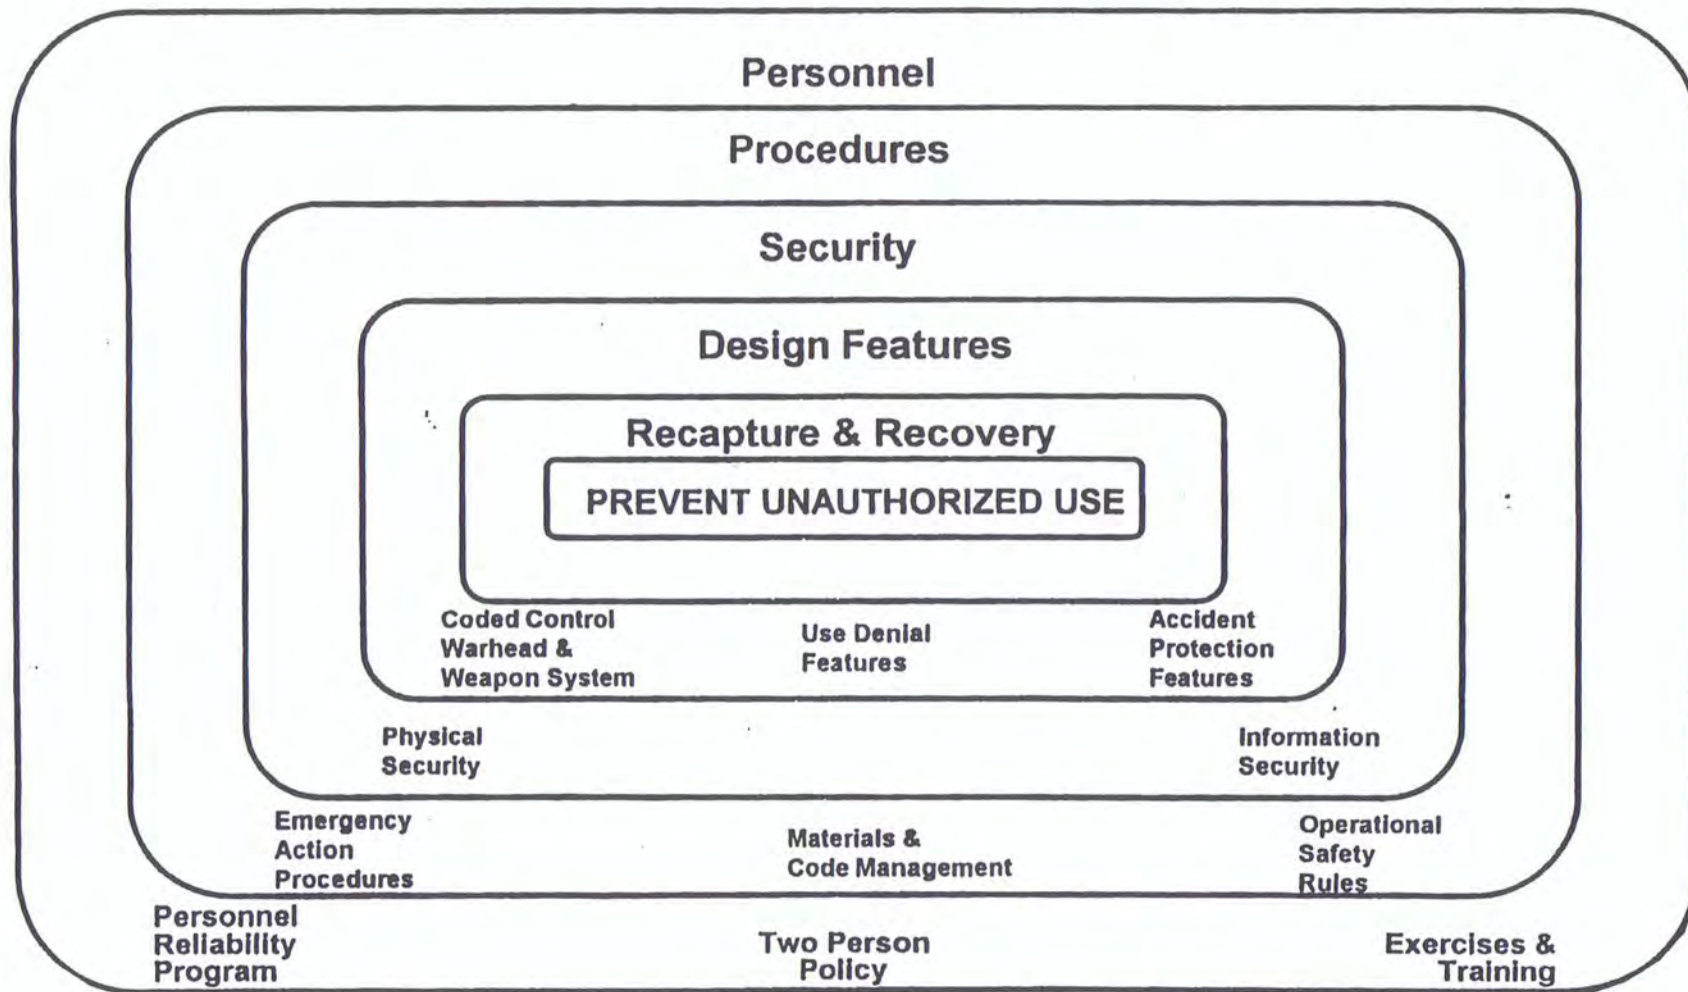 Personnel
Procedures
Security
Design Features
Recapture & Recovery
PREVENT UNAUTHORIZED USE
Coded Control
Warhead &
Weapon System
Use Denial
Features
Accident
Protection
Features
Physical
Security
Information
Security
Emergency
Action
Procedures
Materials &
Code Management
Operational
Safety
Rules
Personnel
Reliability
Program
Two Person
Policy
Exercises &
Training